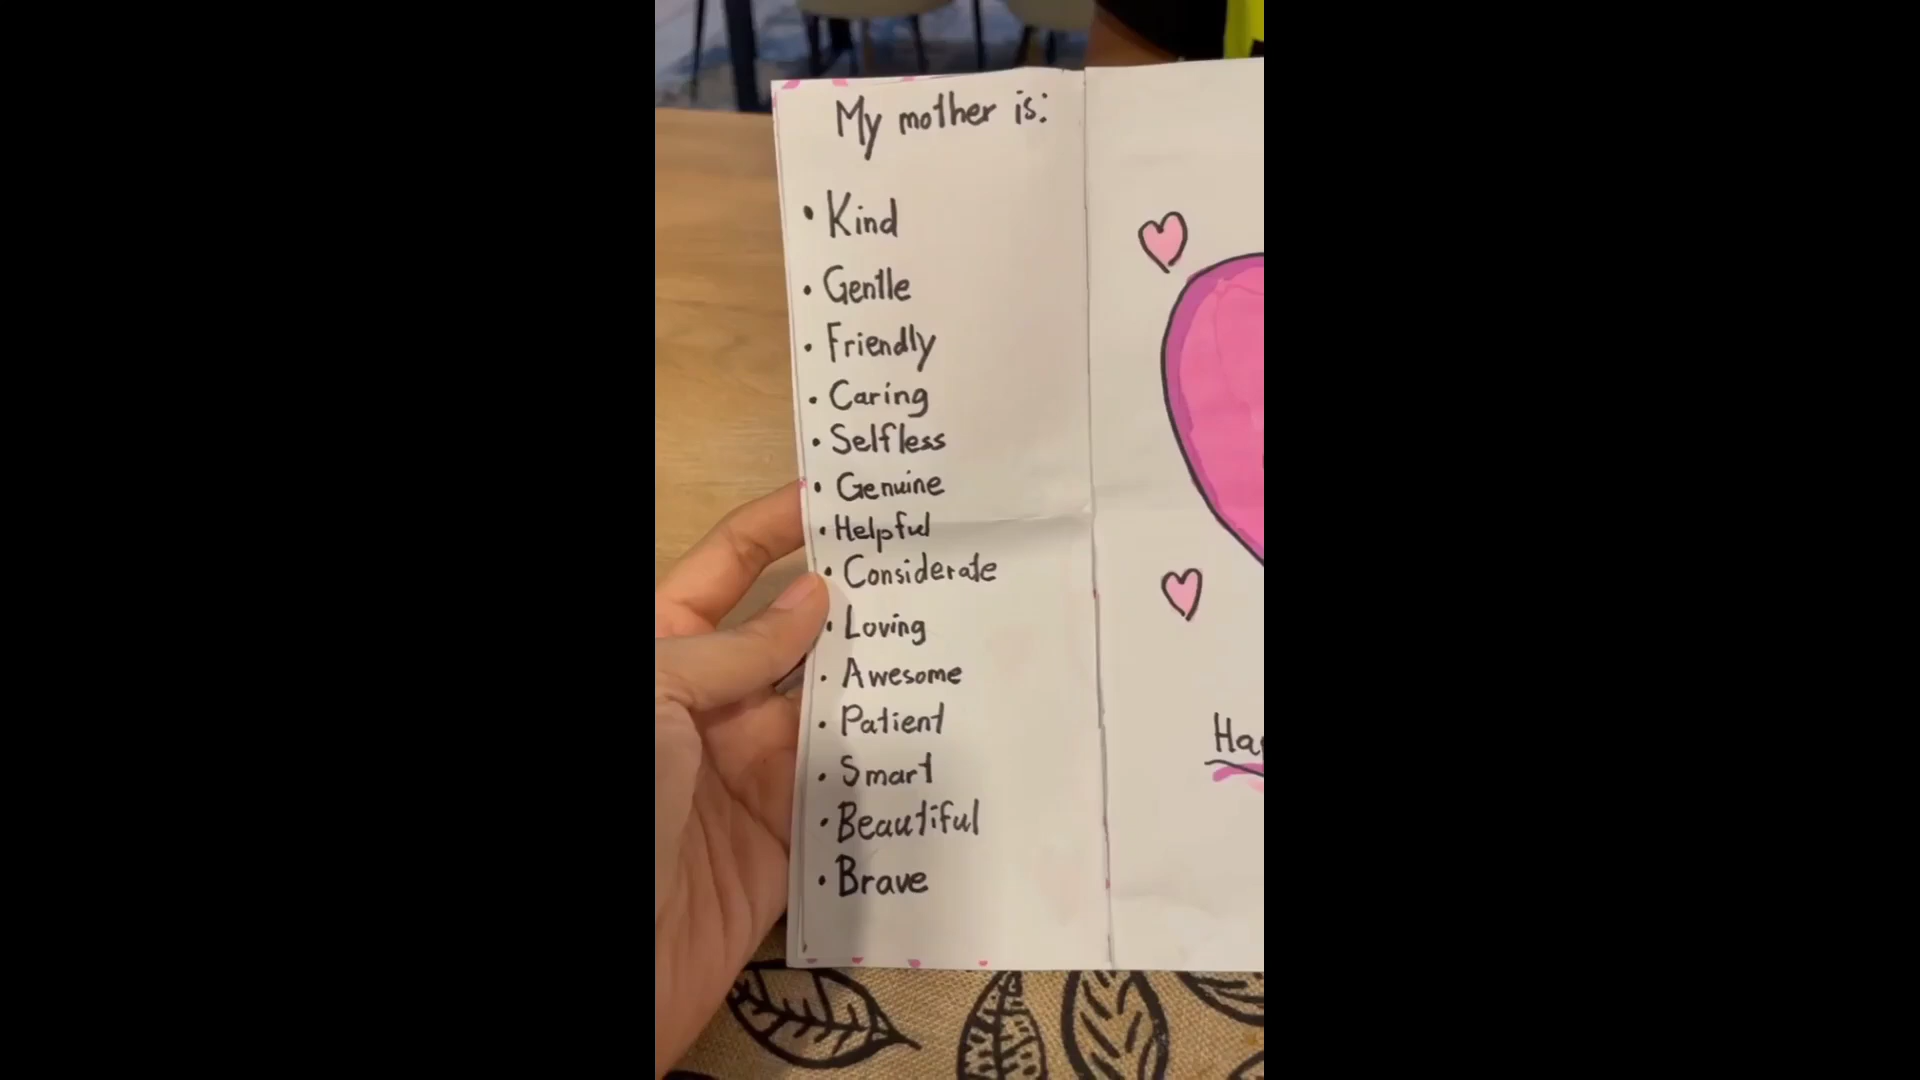 My mother is:
• Kind
• Gentle
• Friendly
• Caring
• Selfless
• Genuine
• Helpful
• Considerate
• Loving
• Awesome
• Patient
• Smart
• Beautiful
• Brave